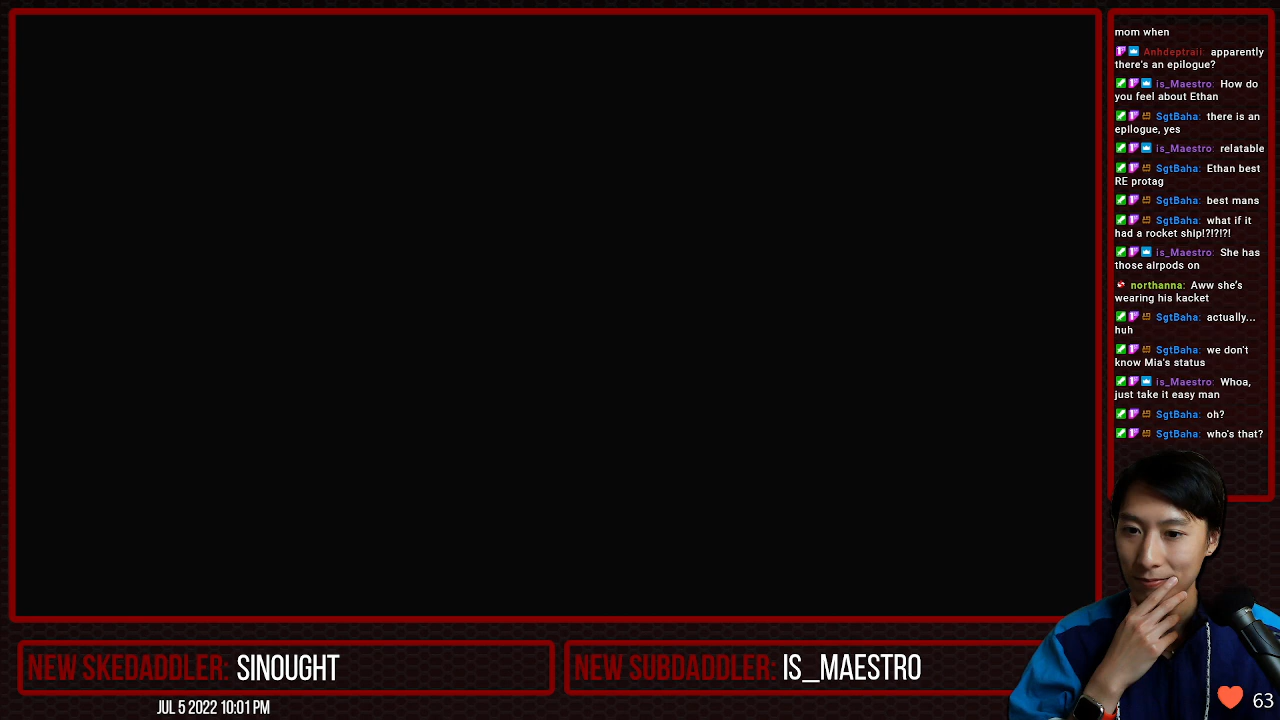 mom when
Anhdeptraii: apparently
there's an epilogue?
is_Maestro: How do
you feel about Ethan
SgtBaha: there is an
epilogue, yes
is_Maestro: relatable
SgtBaha: Ethan best
RE protag
SgtBaha: best mans
SgtBaha: what if it
had a rocket ship!?!?!?!
is_Maestro: She has
those aIrpods on
northanna: Aww she's
wearing his kacket
SgtBaha: actually...
huh
SgtBaha: we don't
know Mia's status
is_Maestro: Whoa,
just take it easy man
SgtBaha: oh?
SgtBaha: who's that?
NEW SKEDADDLER: SINOUGHT
NEW SUBDADDLER: IS_MAESTRO
JUL 5 2022 10:01 PM
63